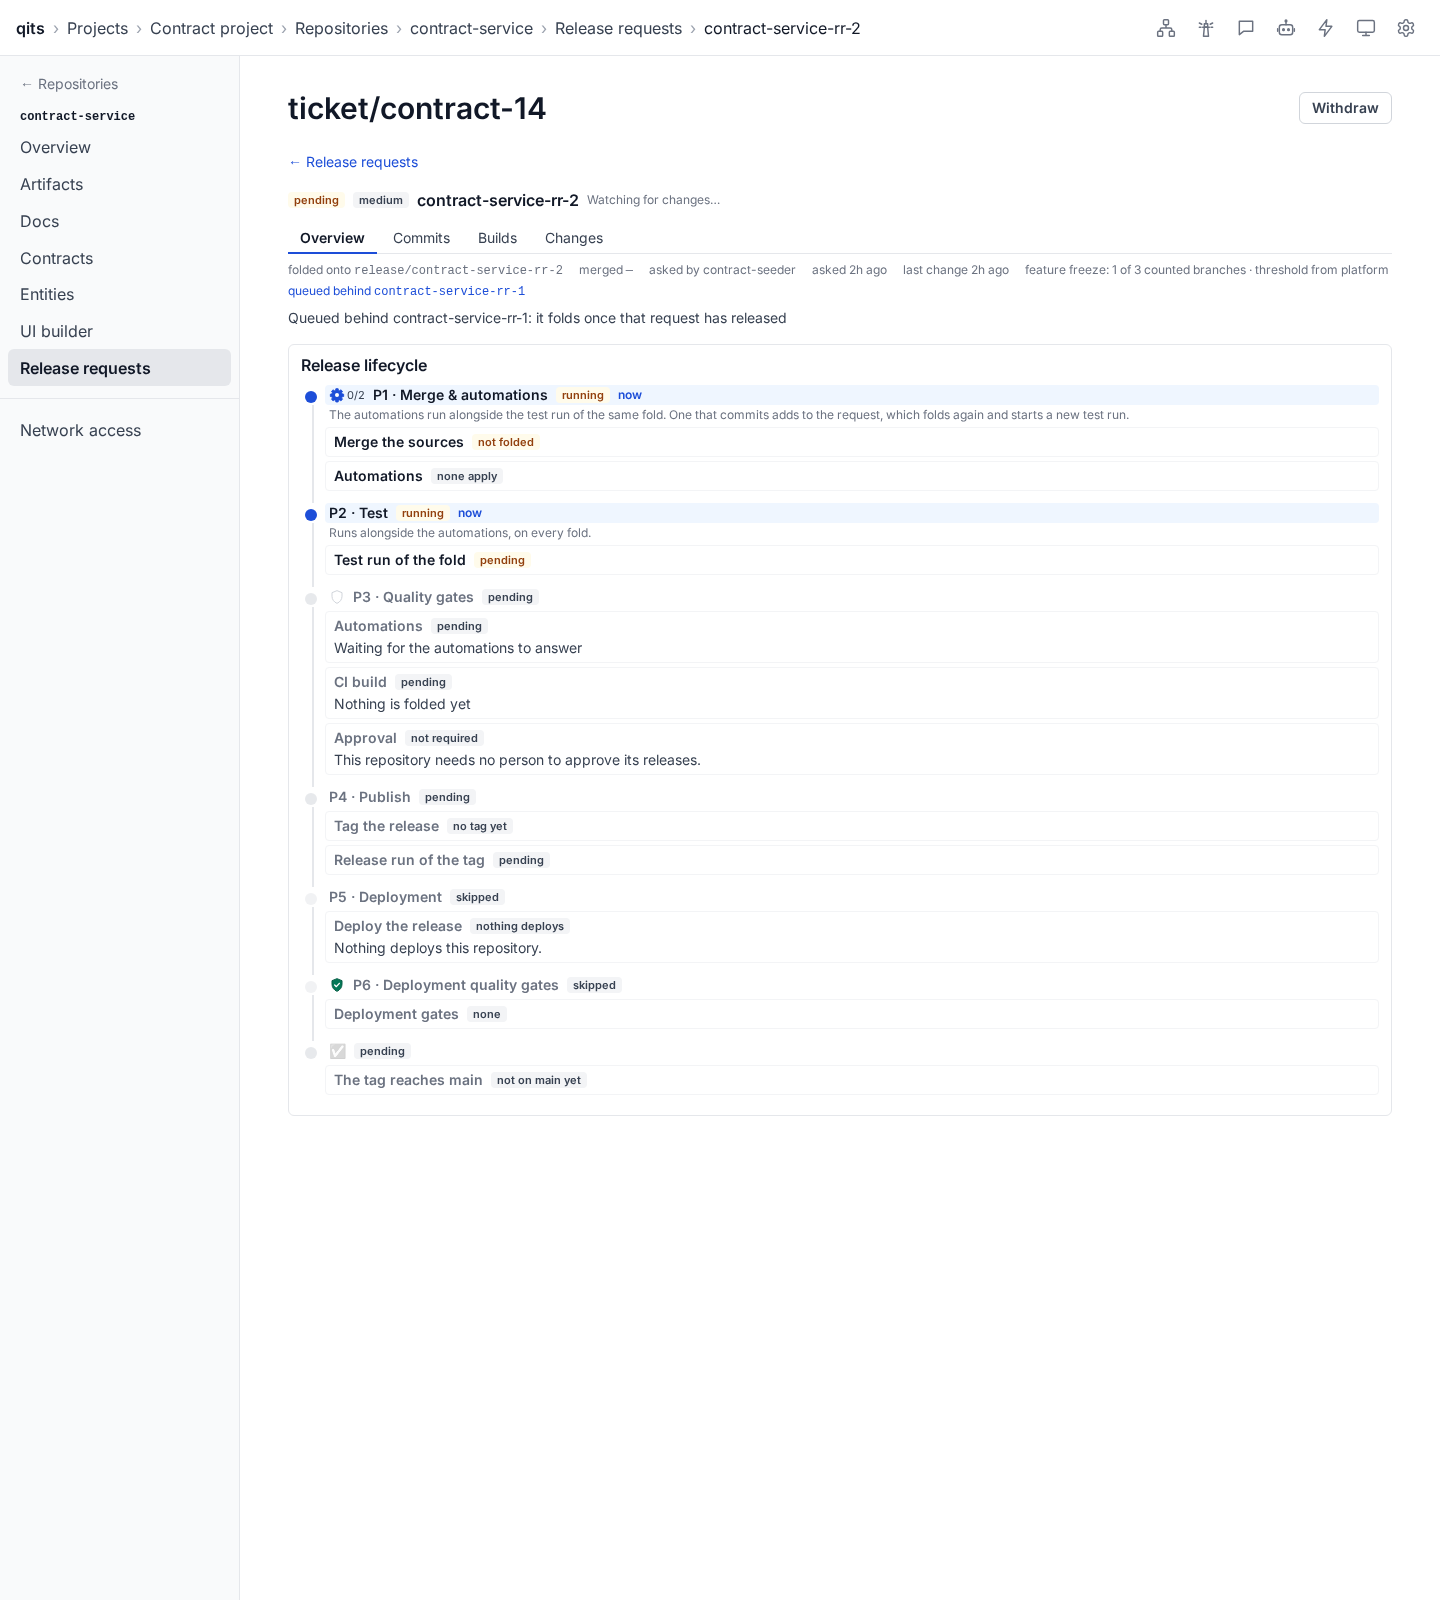 qits › Projects › Contract project › Repositories › contract-service › Release requests › contract-service-rr-2
← Repositories
contract-service
Overview
Artifacts
Docs
Contracts
Entities
UI builder
Release requests
Network access
ticket/contract-14
Withdraw
← Release requests
pending medium contract-service-rr-2 Watching for changes…
Overview Commits Builds Changes
folded onto release/contract-service-rr-2 merged — asked by contract-seeder asked 2h ago last change 2h ago feature freeze: 1 of 3 counted branches · threshold from platform
queued behind contract-service-rr-1
Queued behind contract-service-rr-1: it folds once that request has released
Release lifecycle
0/2 P1 · Merge & automations running now
The automations run alongside the test run of the same fold. One that commits adds to the request, which folds again and starts a new test run.
Merge the sources not folded
Automations none apply
P2 · Test running now
Runs alongside the automations, on every fold.
Test run of the fold pending
P3 · Quality gates pending
Automations pending
Waiting for the automations to answer
CI build pending
Nothing is folded yet
Approval not required
This repository needs no person to approve its releases.
P4 · Publish pending
Tag the release no tag yet
Release run of the tag pending
P5 · Deployment skipped
Deploy the release nothing deploys
Nothing deploys this repository.
P6 · Deployment quality gates skipped
Deployment gates none
pending
The tag reaches main not on main yet